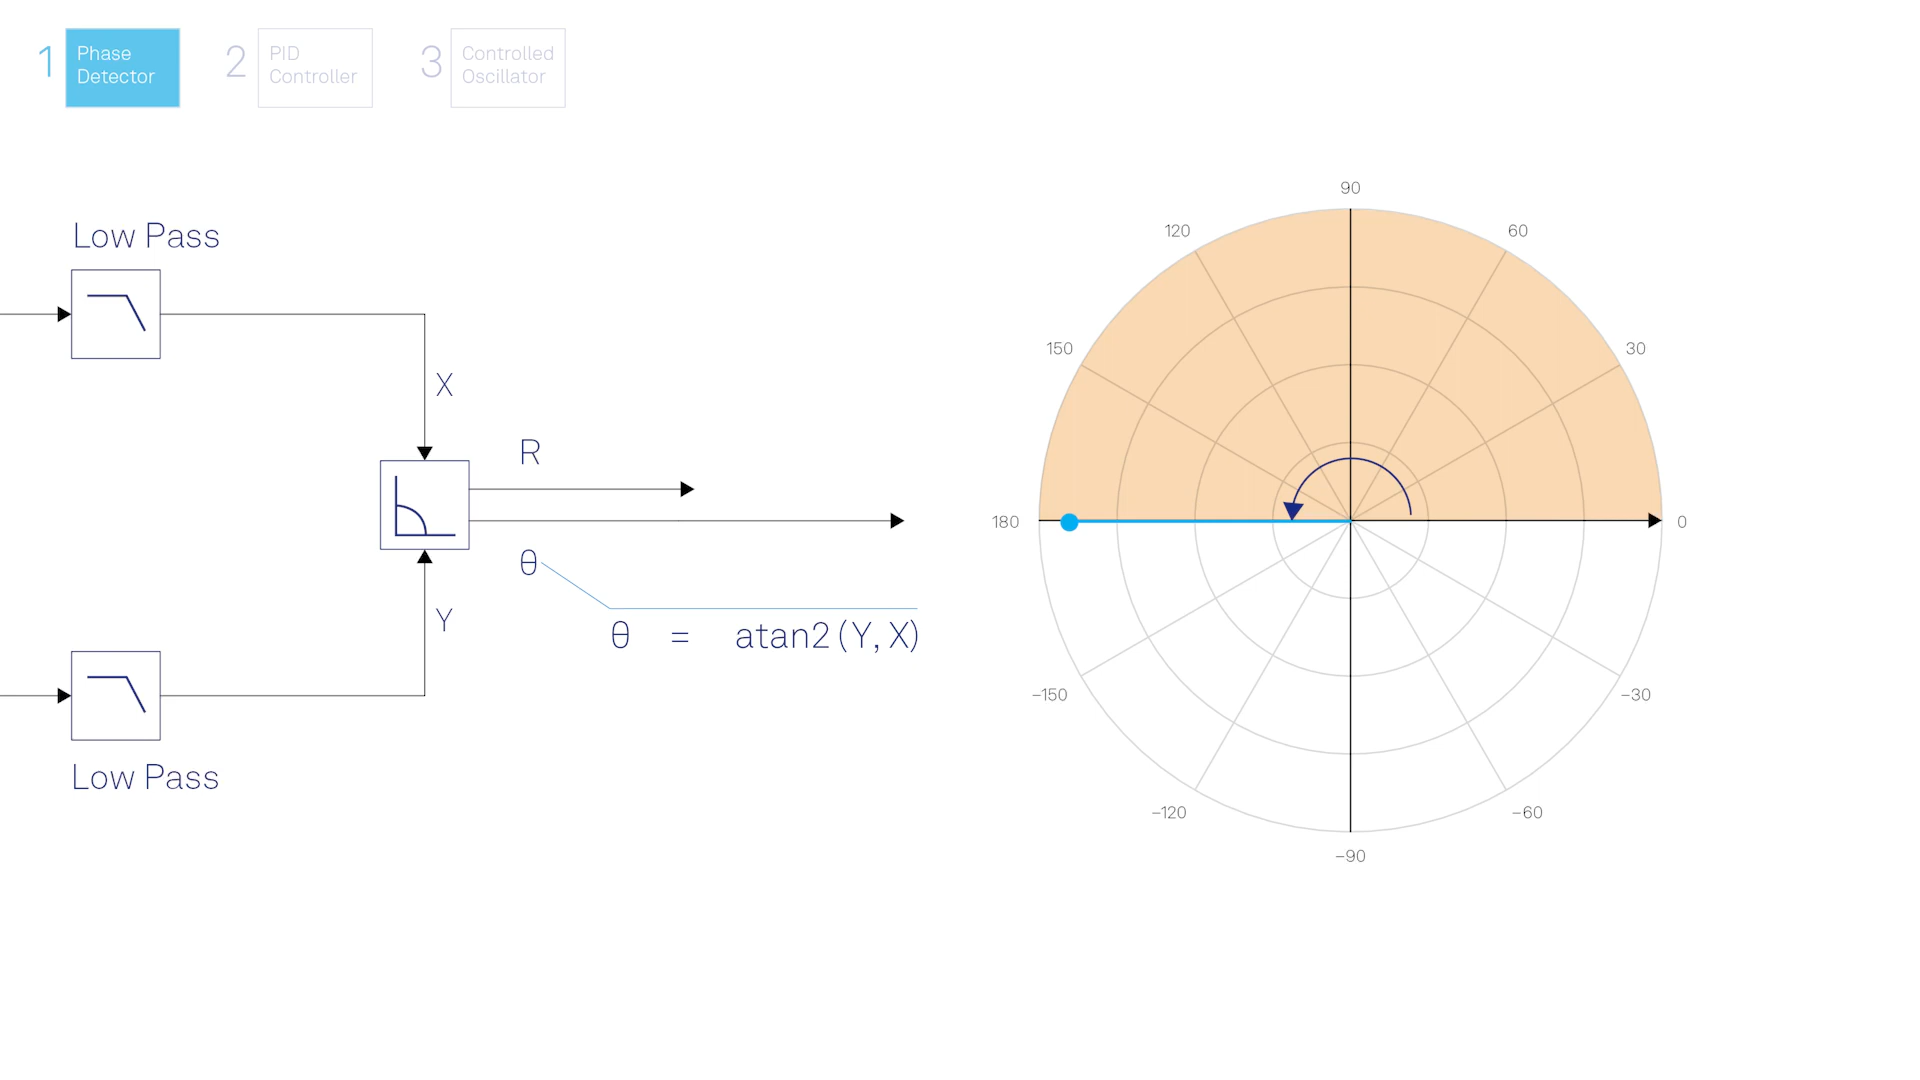 1
Phase
Detector
2
PID
Controller
3
Controlled
Oscillator
Low Pass
X
R
θ
Y
θ = atan2 (Y, X)
Low Pass
90
120
60
150
30
180
0
−150
−30
−120
−60
−90